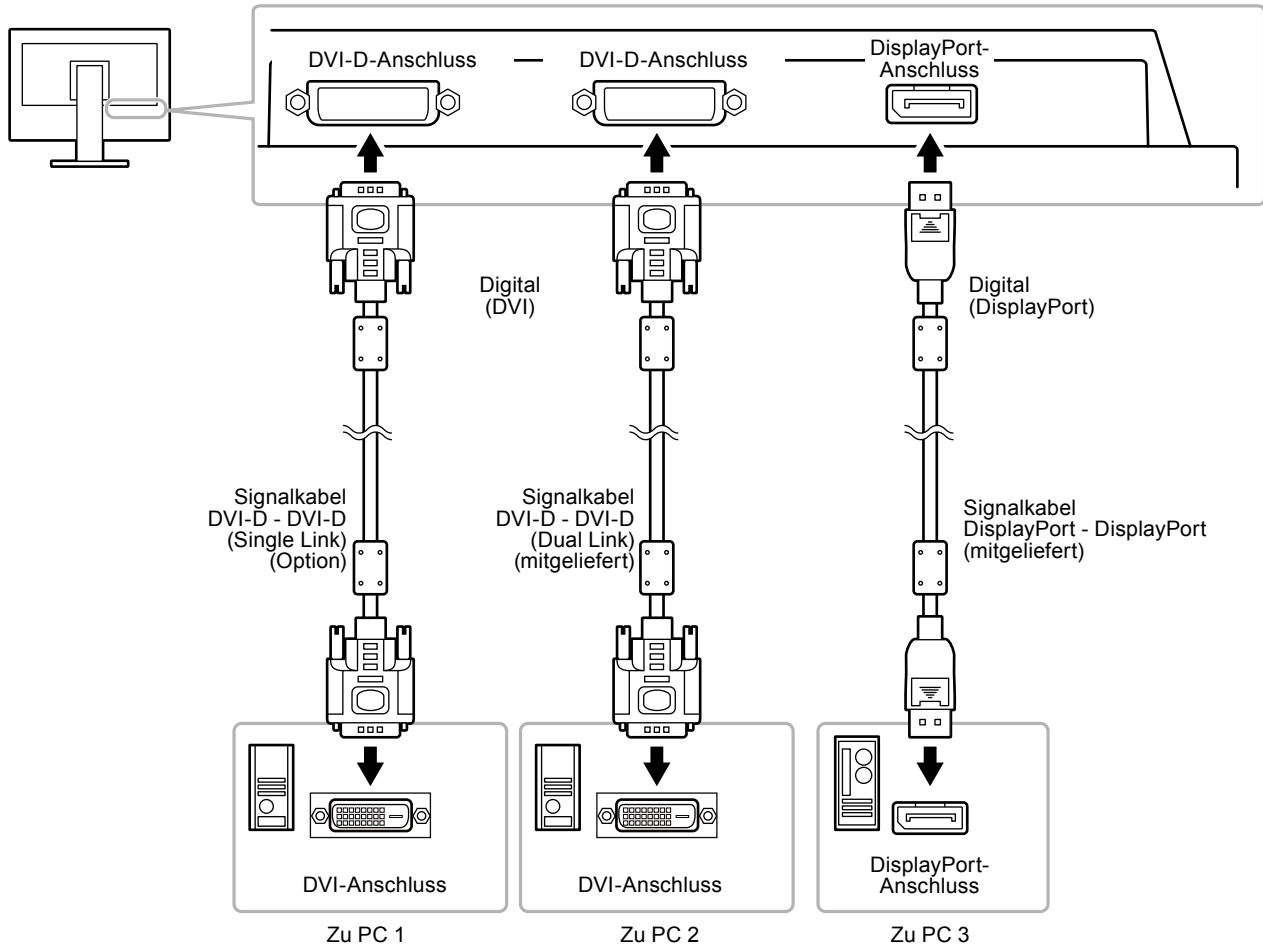 DVI-D-Anschluss
DVI-D-Anschluss
DisplayPort-
Anschluss
Digital
(DVI)
Digital
(DisplayPort)
Signalkabel
DVI-D - DVI-D
(Single Link)
(Option)
Signalkabel
DVI-D - DVI-D
(Dual Link)
(mitgeliefert)
Signalkabel
DisplayPort - DisplayPort
(mitgeliefert)
DVI-Anschluss
DVI-Anschluss
DisplayPort-
Anschluss
Zu PC 1
Zu PC 2
Zu PC 3